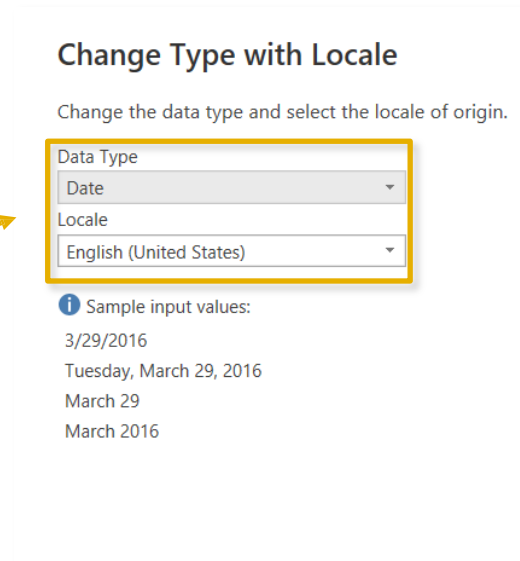 Change Type with Locale
Change the data type and select the locale of origin.
Data Type
Date
Locale
English (United States)
Sample input values:
3/29/2016
Tuesday, March 29, 2016
March 29
March 2016